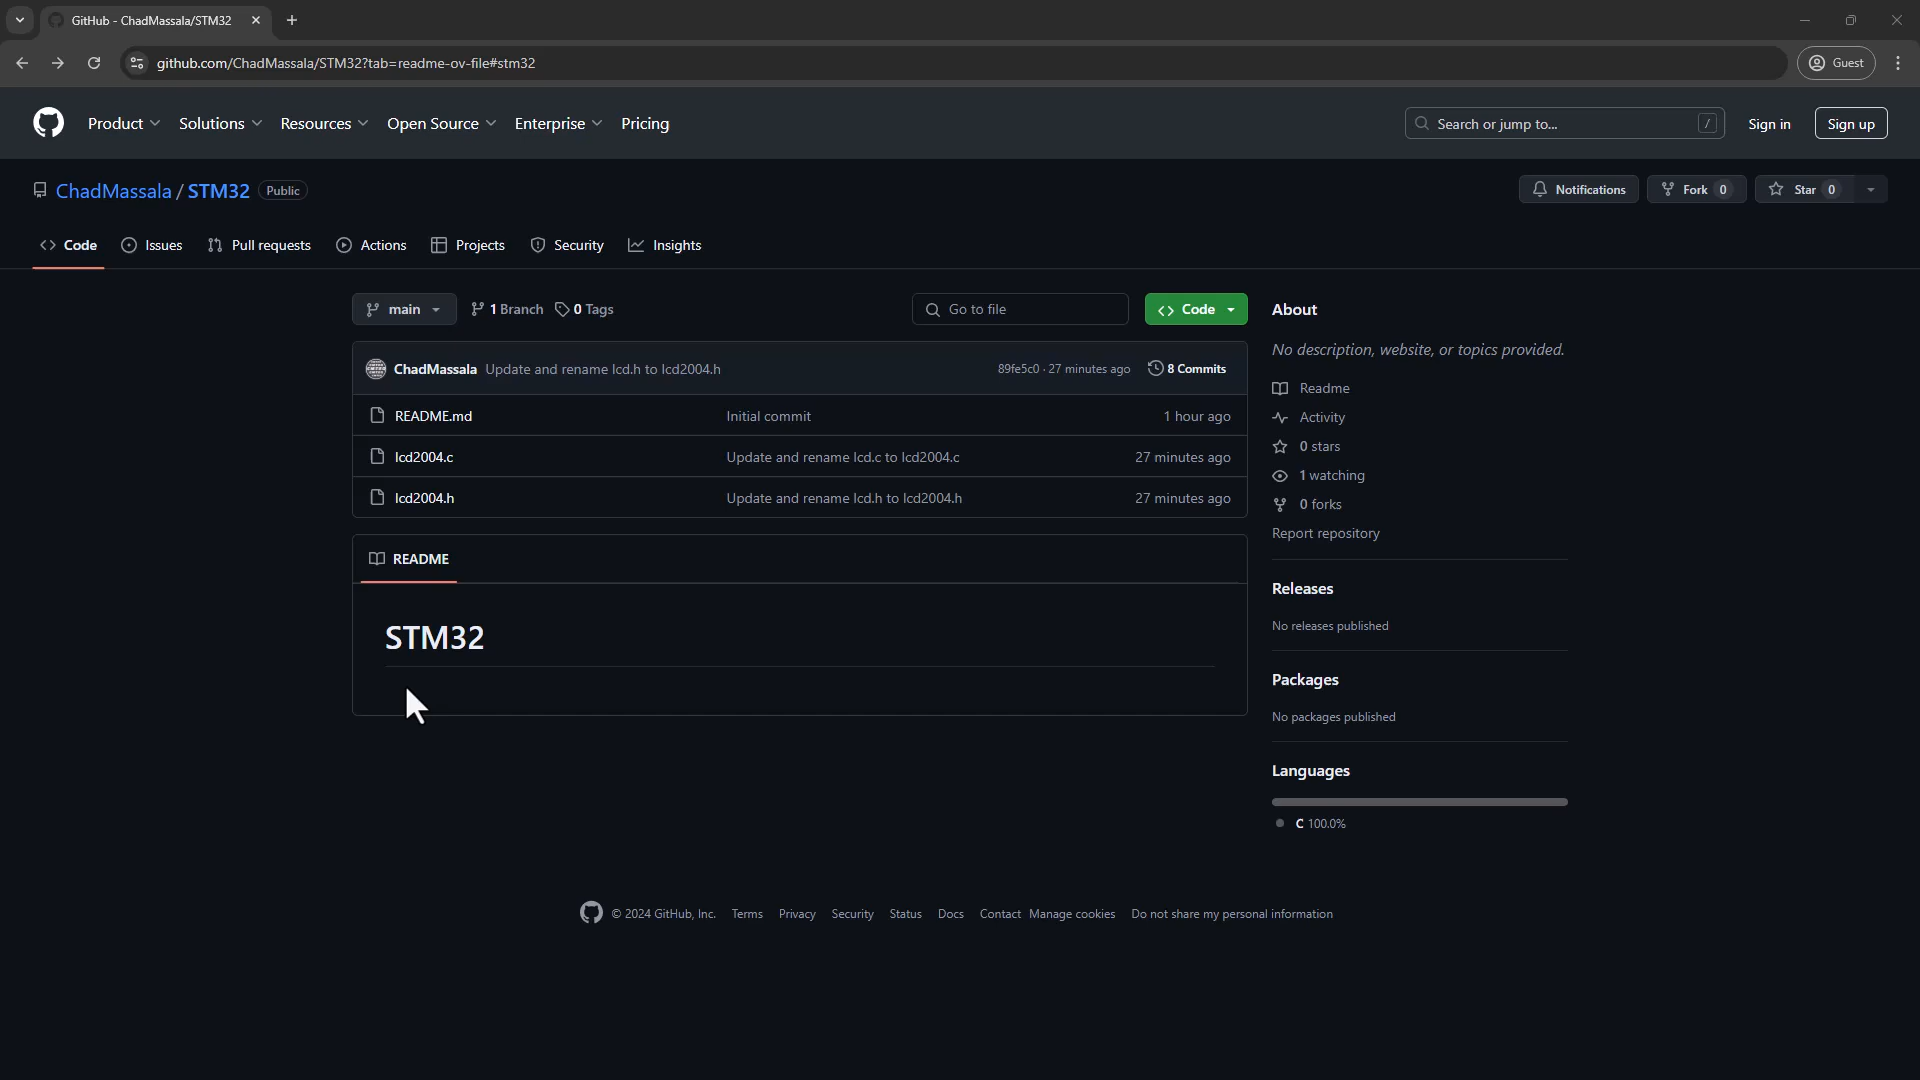 GitHub - ChadMassala/STM32
github.com/ChadMassala/STM32?tab=readme-ov-file#stm32
Guest
Product Solutions Resources Open Source Enterprise Pricing
Search or jump to... /
Sign in
Sign up
ChadMassala / STM32 Public
Notifications
Fork 0
Star 0
Code Issues Pull requests Actions Projects Security Insights
main 1 Branch 0 Tags
Go to file
Code
ChadMassala Update and rename lcd.h to lcd2004.h 89fe5c0 · 27 minutes ago 8 Commits
README.md Initial commit 1 hour ago
lcd2004.c Update and rename lcd.c to lcd2004.c 27 minutes ago
lcd2004.h Update and rename lcd.h to lcd2004.h 27 minutes ago
README
STM32
About
No description, website, or topics provided.
Readme
Activity
0 stars
1 watching
0 forks
Report repository
Releases
No releases published
Packages
No packages published
Languages
C 100.0%
© 2024 GitHub, Inc. Terms Privacy Security Status Docs Contact Manage cookies Do not share my personal information